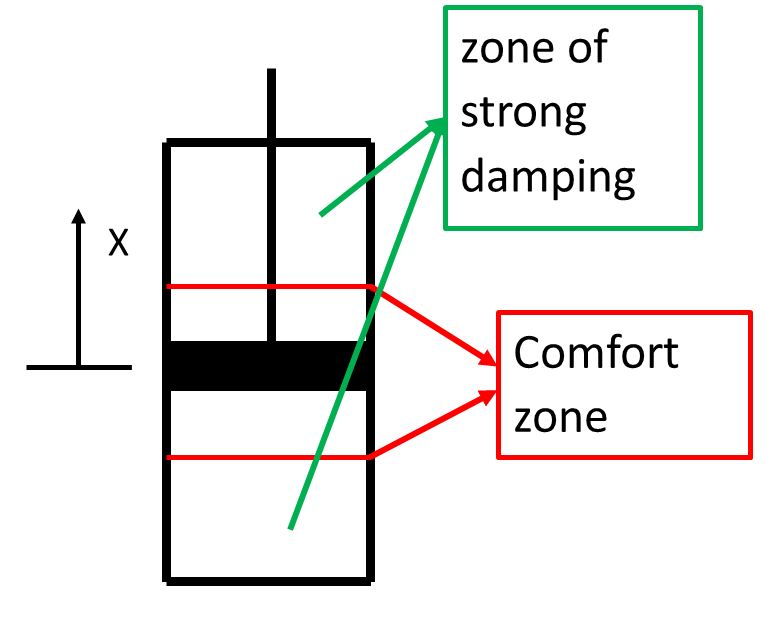 zone of
strong
damping
X
Comfort
zone